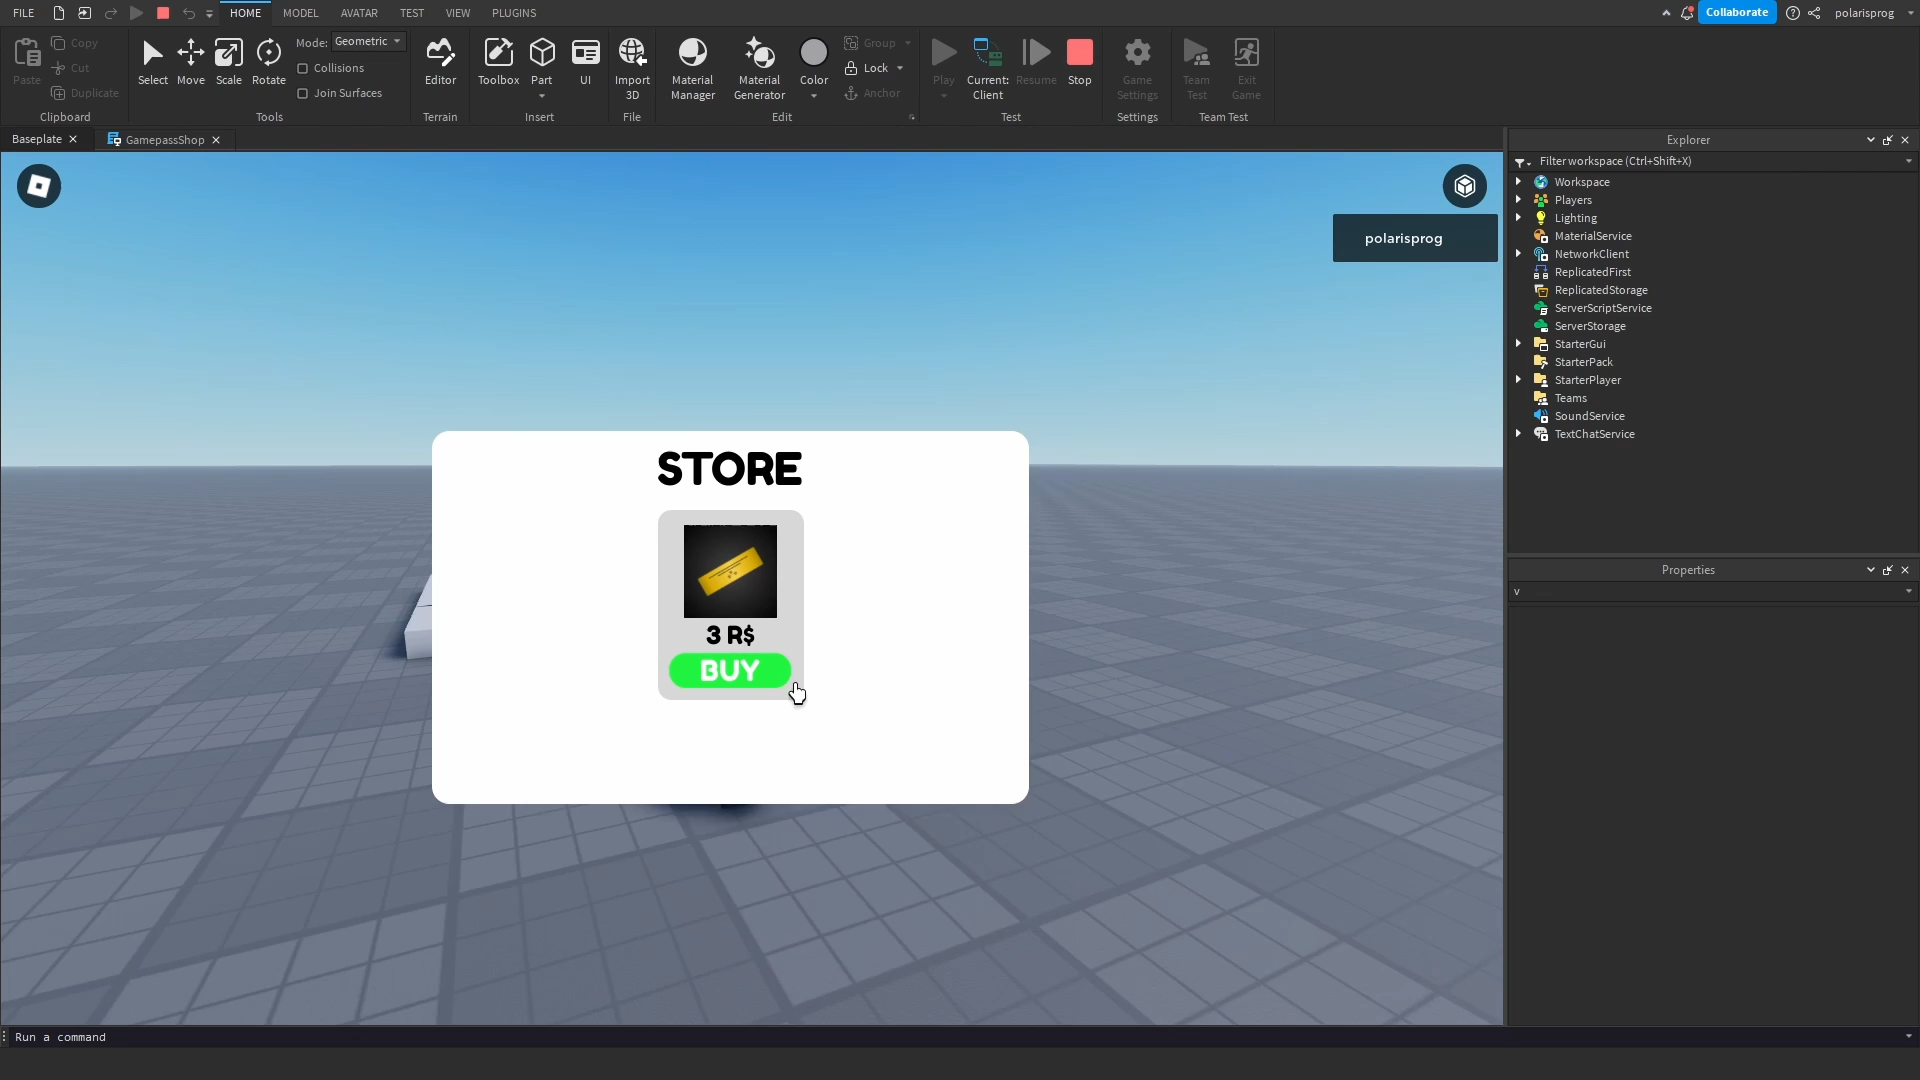 FILE HOME MODEL AVATAR TEST VIEW PLUGINS Collaborate polarisprog
Paste Copy Cut Duplicate
Clipboard
Select Move Scale Rotate
Mode: Geometric
Collisions
Join Surfaces
Tools
Editor
Terrain
Toolbox Part UI
Insert
Import 3D
File
Material Manager
Material Generator
Color
Group
Lock
Anchor
Edit
Play
Current: Client
Resume
Stop
Test
Game Settings
Settings
Team Test
Exit Game
Team Test
Baseplate
GamepassShop
polarisprog
STORE
3 R$
BUY
Explorer
Filter workspace (Ctrl+Shift+X)
Workspace
Players
Lighting
MaterialService
NetworkClient
ReplicatedFirst
ReplicatedStorage
ServerScriptService
ServerStorage
StarterGui
StarterPack
StarterPlayer
Teams
SoundService
TextChatService
Properties
v
Run a command